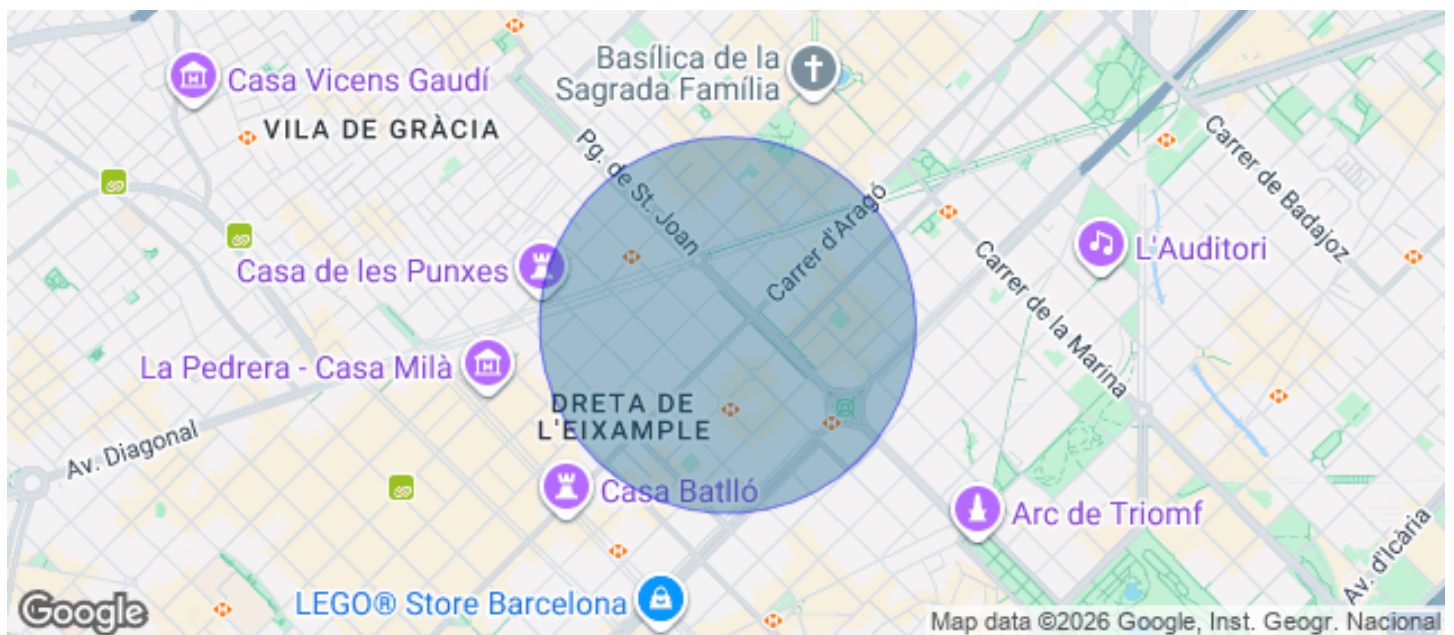 Basílica de la
Sagrada Família
Casa Vicens Gaudí
VILA DE GRÀCIA
Pg. de St. Joan
Carrer de Badajoz
Carrer d'Aragó
L'Auditori
Casa de les Punxes
Carrer de la Marina
La Pedrera - Casa Milà
DRETA DE
L'EIXAMPLE
Av. Diagonal
Casa Batlló
Arc de Triomf
Av. d'Icària
LEGO® Store Barcelona
Google
Map data ©2026 Google, Inst. Geogr. Nacional